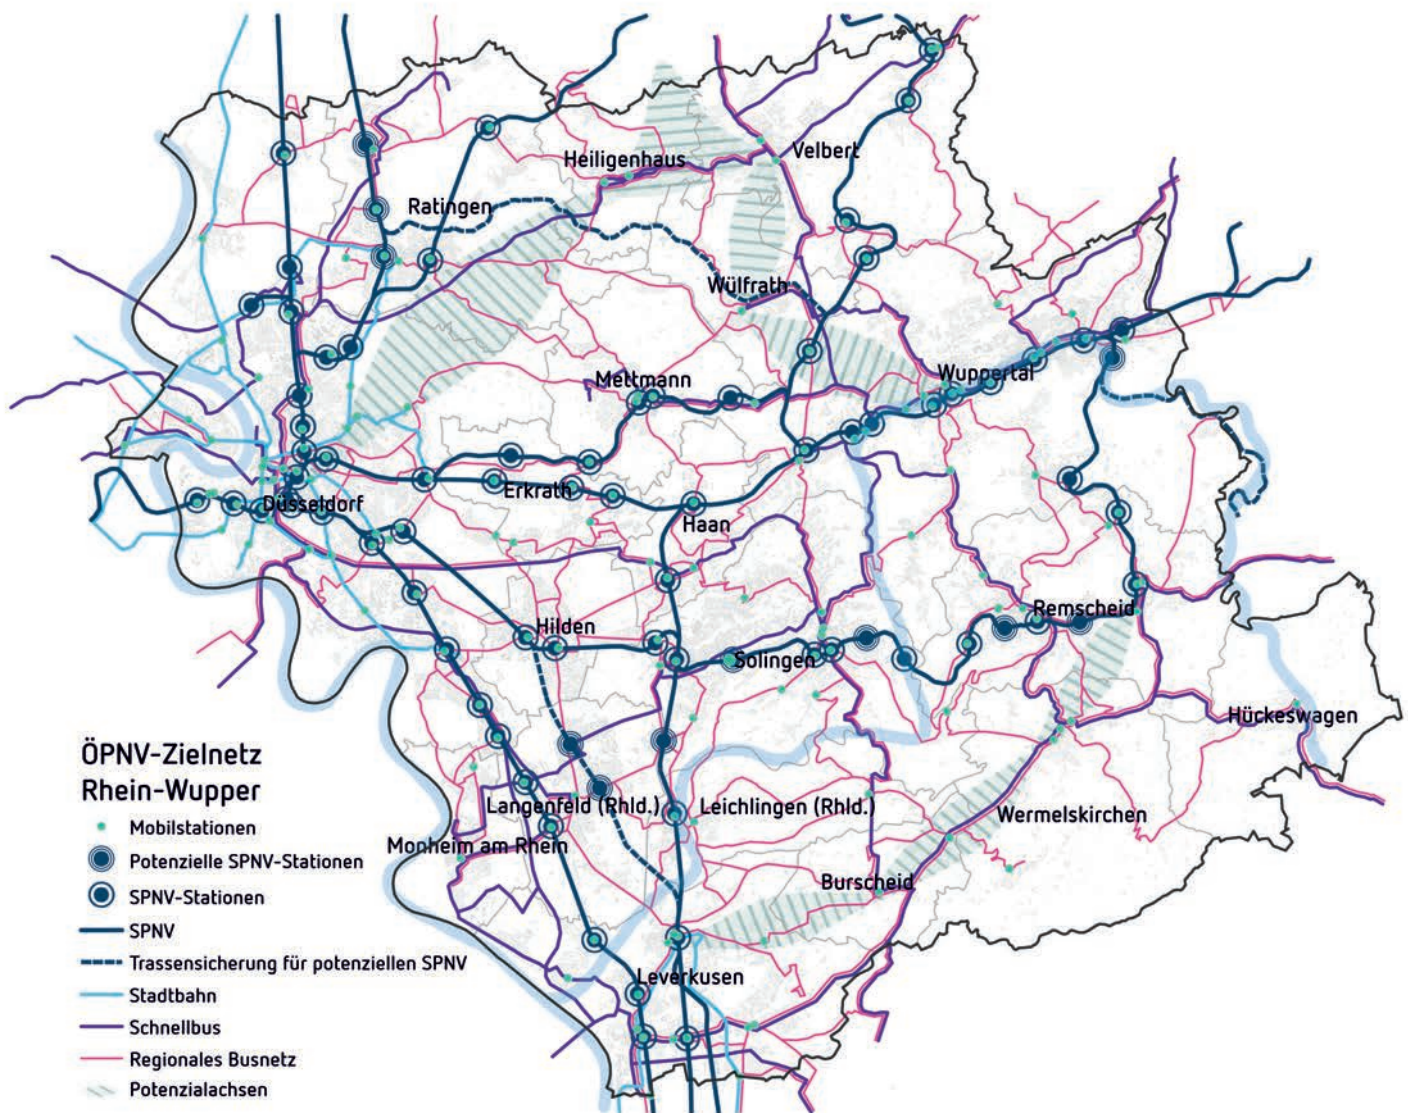 Velbert
Heiligenhaus
Ratingen
Wülfrath
Wuppertal
Mettmann
Erkrath
Düsseldorf
Haan
Remscheid
Hilden
Solingen
Hückeswagen
ÖPNV-Zielnetz
Rhein-Wupper
Mobilstationen
Potenzielle SPNV-Stationen
SPNV-Stationen
SPNV
Trassensicherung für potenziellen SPNV
Stadtbahn
Schnellbus
Regionales Busnetz
Potenzialachsen
Langenfeld (Rhld.)
Leichlingen (Rhld.)
Wermelskirchen
Monheim am Rhein
Burscheid
Leverkusen